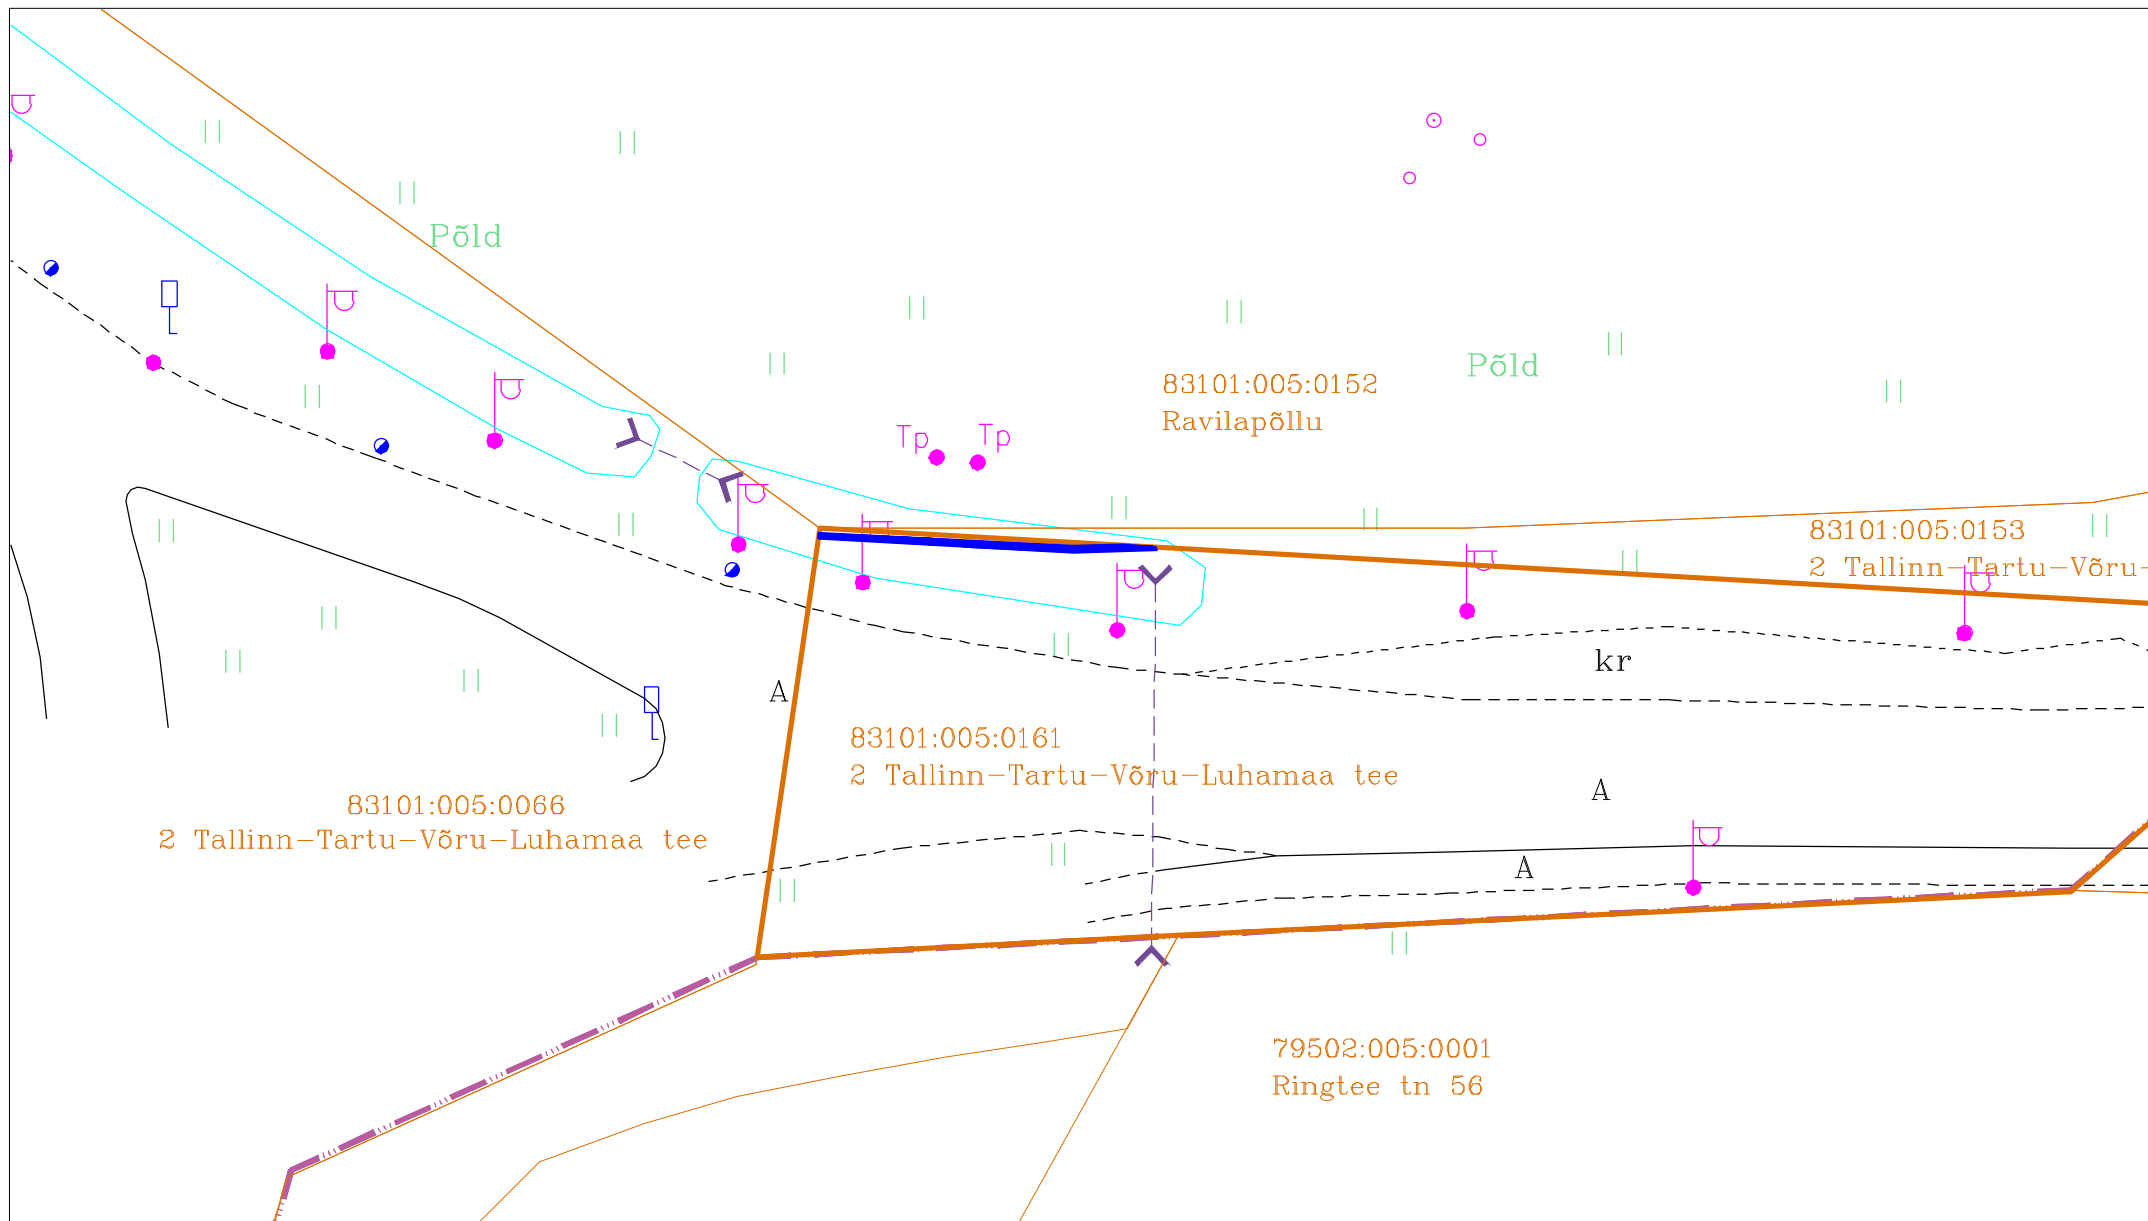 Põld
83101:005:0152
Ravilapõllu
Põld
Tp
Tp
83101:005:0153
2 Tallinn-Tartu-Võru-
kr
A
83101:005:0161
2 Tallinn-Tartu-Võru-Luhamaa tee
A
83101:005:0066
2 Tallinn-Tartu-Võru-Luhamaa tee
A
79502:005:0001
Ringtee tn 56